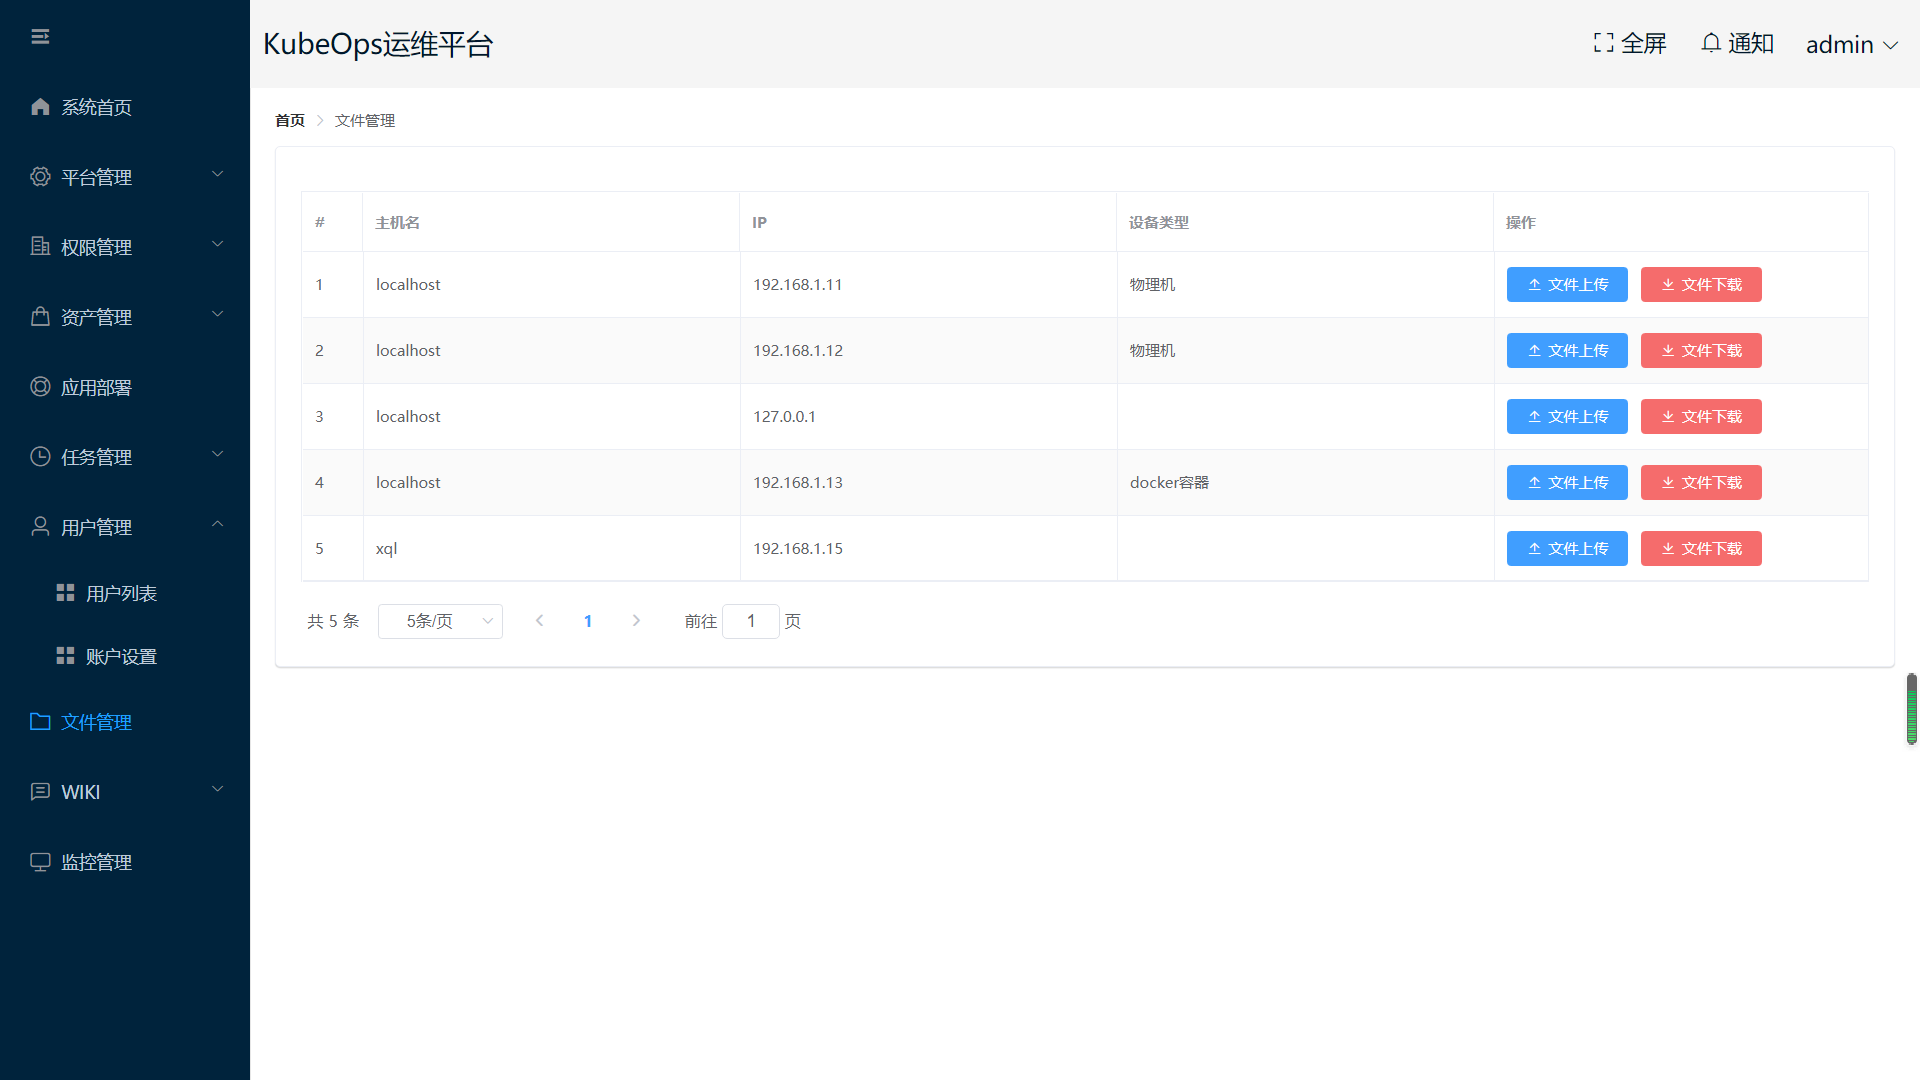 KubeOps运维平台
全屏
通知
admin
系统首页
平台管理
权限管理
资产管理
应用部署
任务管理
用户管理
用户列表
账户设置
文件管理
WIKI
监控管理
首页 文件管理
# 主机名 IP 设备类型 操作
1 localhost 192.168.1.11 物理机 文件上传 文件下载
2 localhost 192.168.1.12 物理机 文件上传 文件下载
3 localhost 127.0.0.1 文件上传 文件下载
4 localhost 192.168.1.13 docker容器 文件上传 文件下载
5 xql 192.168.1.15 文件上传 文件下载
共 5 条 5条/页 1 前往 1 页